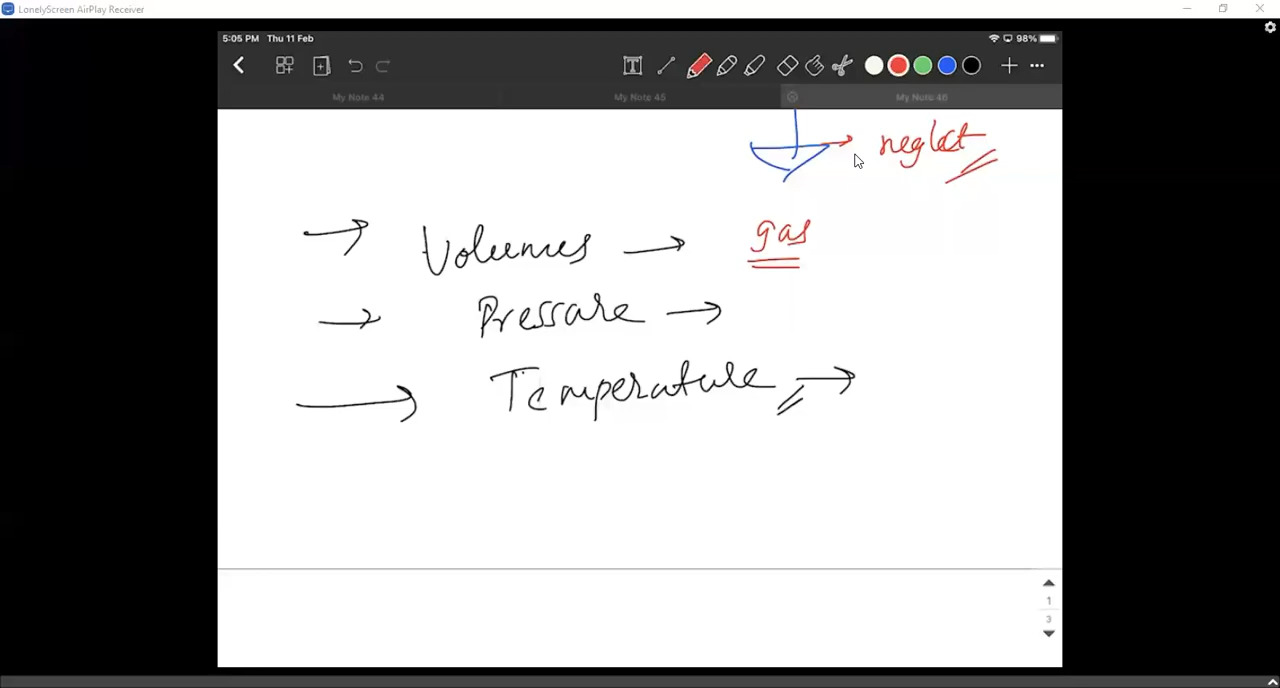 LonelyScreen AirPlay Receiver
5:05 PM Thu 11 Feb 98%
My Note 44 My Note 45 My Note 46
neglect
Volumes → gas
Pressure →
Temperature →
1
3